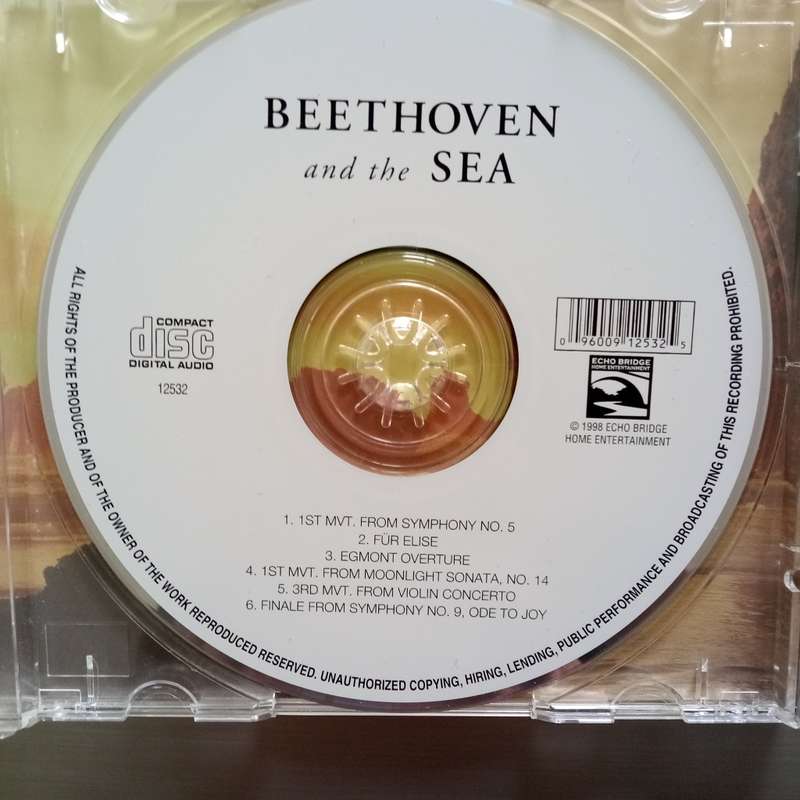 BEETHOVEN
and the SEA
COMPACT
disc
DIGITAL AUDIO
12532
0 96009 12532 5
ECHO BRIDGE
HOME ENTERTAINMENT
© 1998 ECHO BRIDGE
HOME ENTERTAINMENT
1. 1ST MVT. FROM SYMPHONY NO. 5
2. FÜR ELISE
3. EGMONT OVERTURE
4. 1ST MVT. FROM MOONLIGHT SONATA, NO. 14
5. 3RD MVT. FROM VIOLIN CONCERTO
6. FINALE FROM SYMPHONY NO. 9, ODE TO JOY
ALL RIGHTS OF THE PRODUCER AND OF THE OWNER OF THE WORK REPRODUCED RESERVED. UNAUTHORIZED COPYING, HIRING, LENDING, PUBLIC PERFORMANCE AND BROADCASTING OF THIS RECORDING PROHIBITED.